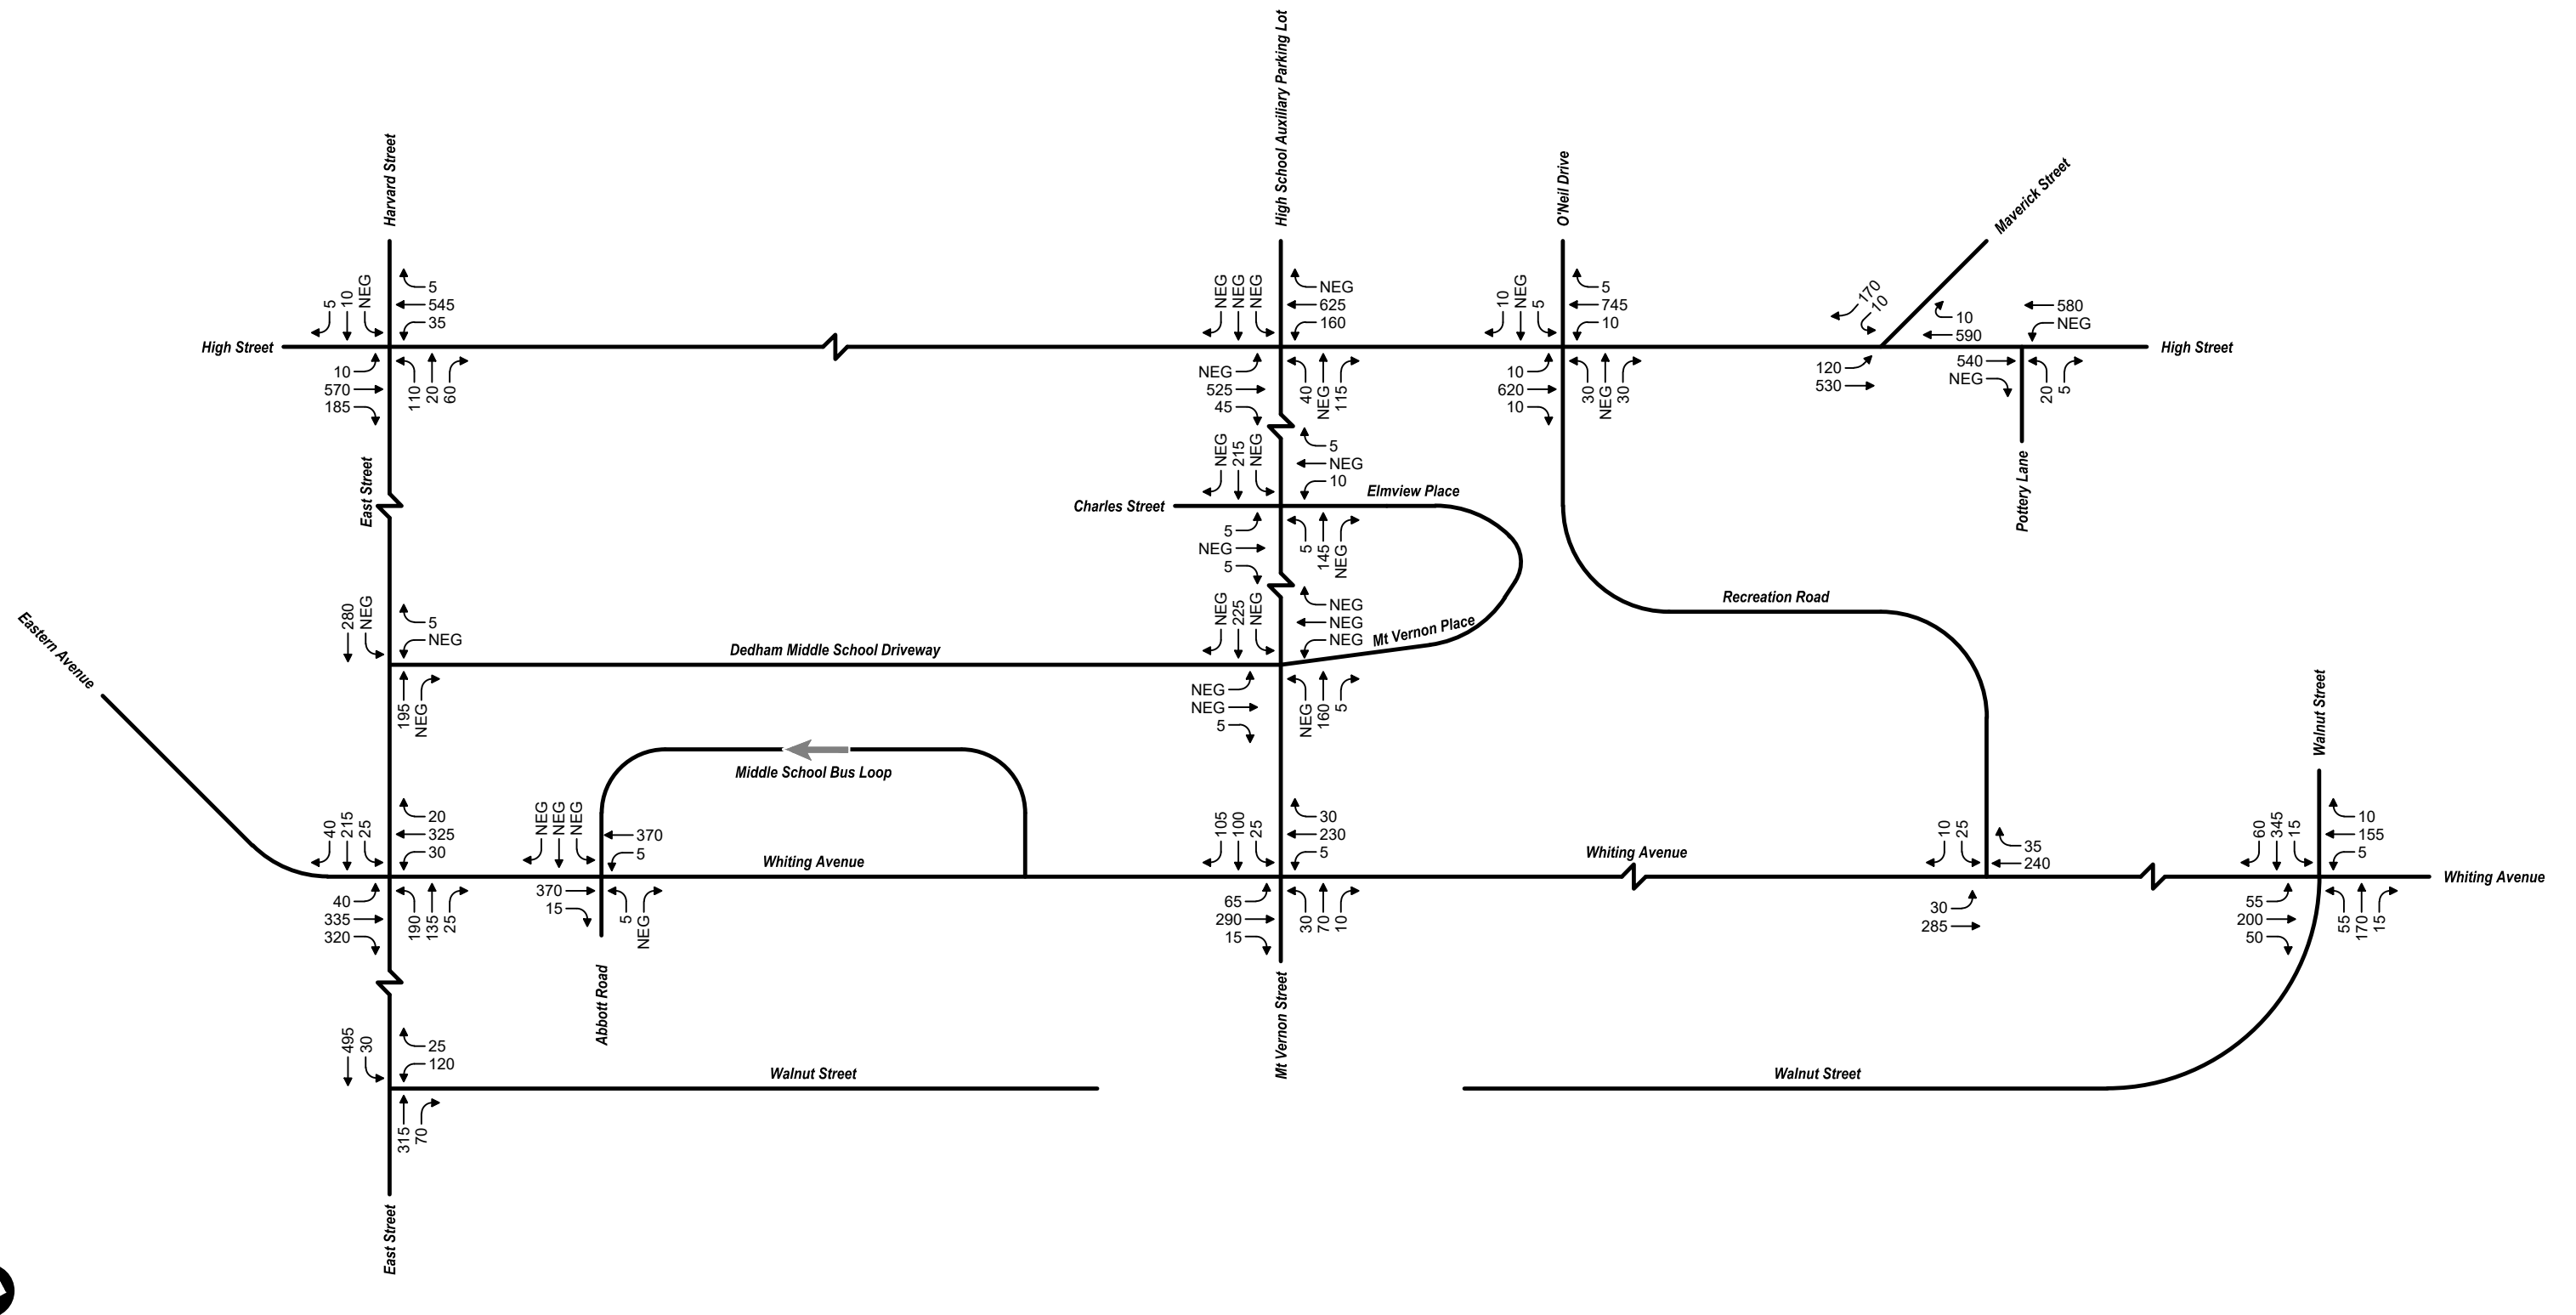 High School Auxiliary Parking Lot
Harvard Street
O'Neil Drive
Maverick Street
5
10
NEG
5
545
35
High Street
10
570
185
110
20
60
NEG
NEG
NEG
NEG
625
160
NEG
525
45
40
NEG
115
10
NEG
5
5
745
10
10
620
10
30
NEG
30
170
10
10
590
120
530
580
NEG
High Street
540
NEG
20
5
Pottery Lane
East Street
NEG
215
NEG
5
NEG
10
Charles Street
Elmview Place
5
NEG
5
5
145
NEG
Recreation Road
Eastern Avenue
280
NEG
5
NEG
195
NEG
Dedham Middle School Driveway
NEG
225
NEG
NEG
NEG
NEG
Mt Vernon Place
NEG
NEG
5
NEG
160
5
Middle School Bus Loop
Walnut Street
40
215
25
20
325
30
40
335
320
190
135
25
NEG
NEG
NEG
370
5
Whiting Avenue
370
15
5
NEG
Abbott Road
105
100
25
30
230
5
65
290
15
30
70
10
Mt Vernon Street
Whiting Avenue
10
25
35
240
30
285
60
345
15
10
155
5
Whiting Avenue
55
200
50
55
170
15
495
30
25
120
Walnut Street
Walnut Street
315
70
East Street